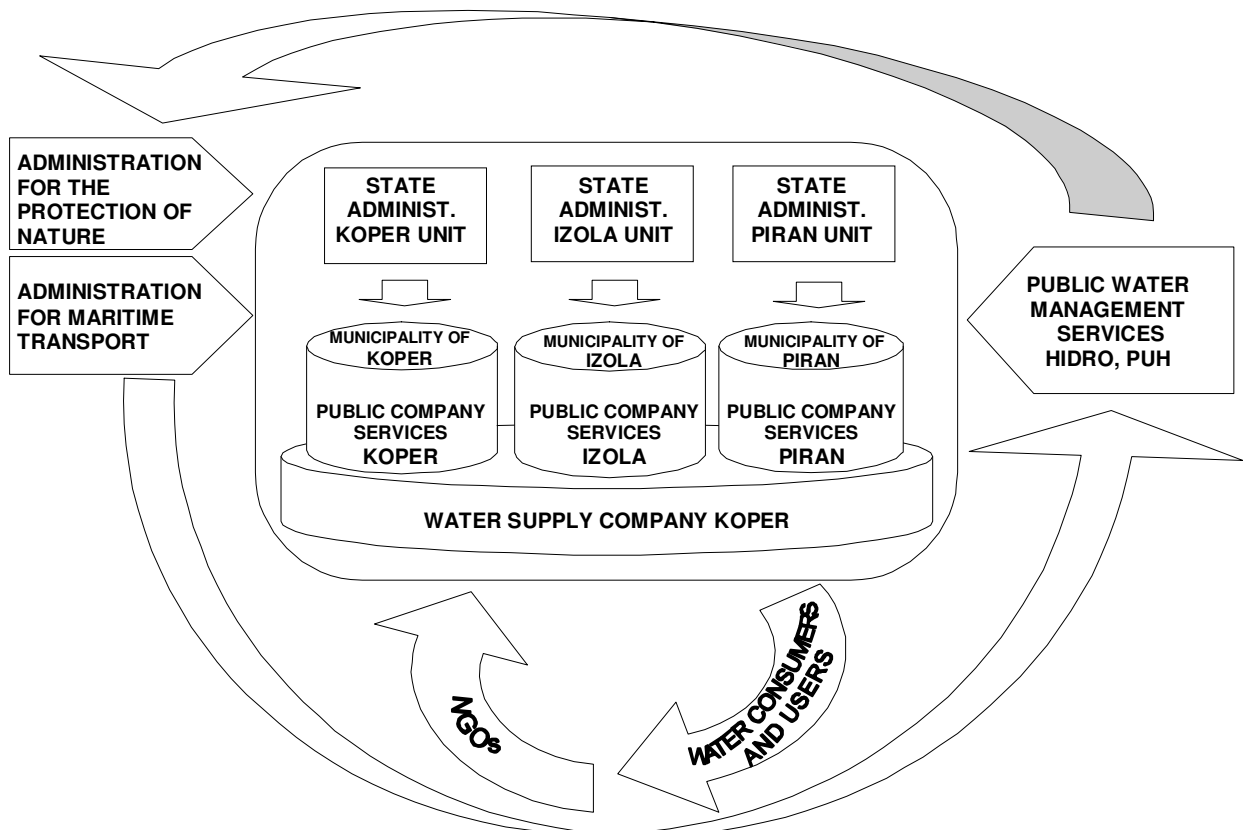 ADMINISTRATION
FOR THE
PROTECTION OF
NATURE
ADMINISTRATION
FOR MARITIME
TRANSPORT
STATE
ADMINIST.
KOPER UNIT
STATE
ADMINIST.
IZOLA UNIT
STATE
ADMINIST.
PIRAN UNIT
MUNICIPALITY OF
KOPER
PUBLIC COMPANY
SERVICES
KOPER
MUNICIPALITY OF
IZOLA
PUBLIC COMPANY
SERVICES
IZOLA
MUNICIPALITY OF
PIRAN
PUBLIC COMPANY
SERVICES
PIRAN
WATER SUPPLY COMPANY KOPER
PUBLIC WATER
MANAGEMENT
SERVICES
HIDRO, PUH
NGOs
WATER CONSUMERS
AND USERS